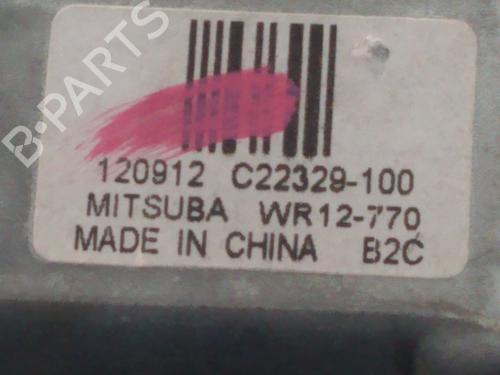 B-PARTS
120912 C22329-100
MITSUBA WR12-770
MADE IN CHINA B2C